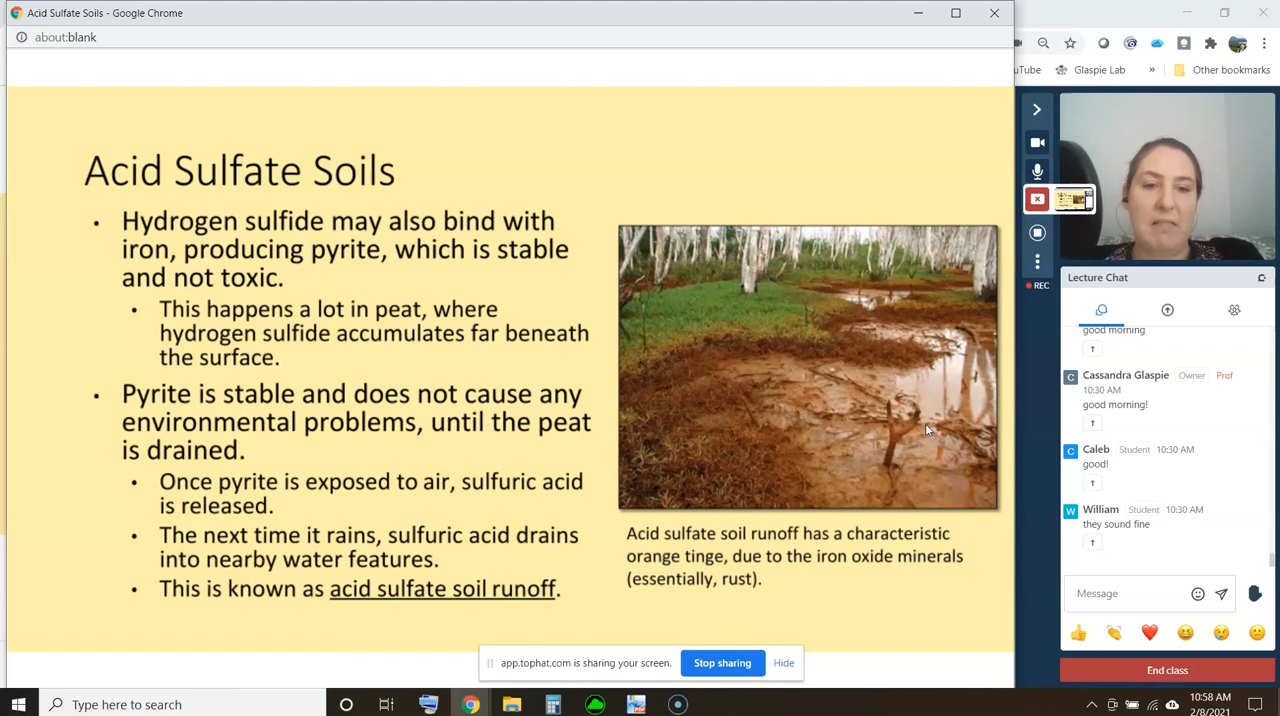 Acid Sulfate Soils - Google Chrome
about:blank
uTube
Glaspie Lab
»
Other bookmarks
Acid Sulfate Soils
• Hydrogen sulfide may also bind with
iron, producing pyrite, which is stable
and not toxic.
• This happens a lot in peat, where
hydrogen sulfide accumulates far beneath
the surface.
• Pyrite is stable and does not cause any
environmental problems, until the peat
is drained.
• Once pyrite is exposed to air, sulfuric acid
is released.
• The next time it rains, sulfuric acid drains
into nearby water features.
• This is known as acid sulfate soil runoff.
Acid sulfate soil runoff has a characteristic
orange tinge, due to the iron oxide minerals
(essentially, rust).
app.tophat.com is sharing your screen.
Stop sharing
Hide
REC
Lecture Chat
good morning
C
Cassandra Glaspie Owner Prof
10:30 AM
good morning!
C
Caleb Student 10:30 AM
good!
W
William Student 10:30 AM
they sound fine
Message
End class
Type here to search
10:58 AM
2/8/2021